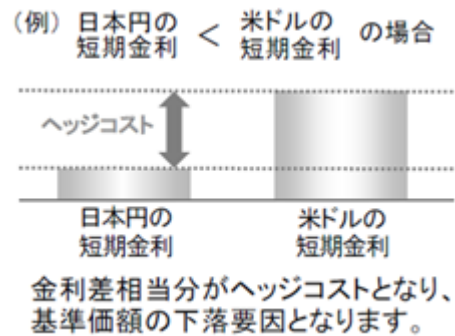 （例） 日本円の短期金利 ＜ 米ドルの短期金利 の場合
ヘッジコスト
日本円の
短期金利
米ドルの
短期金利
金利差相当分がヘッジコストとなり、
基準価額の下落要因となります。